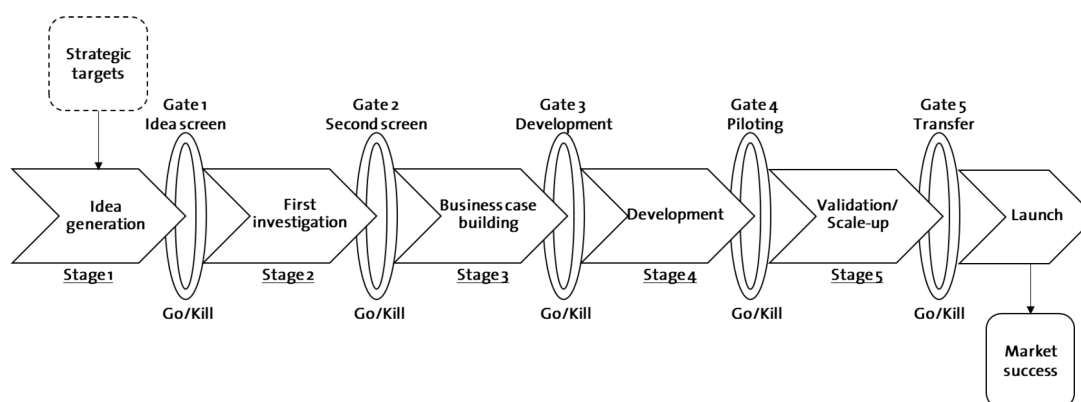 Strategic
targets
Gate 1
Idea screen
Gate 2
Second screen
Gate 3
Development
Gate 4
Piloting
Gate 5
Transfer
Idea
generation
First
investigation
Business case
building
Development
Validation/
Scale-up
Launch
Stage 1
Stage 2
Stage 3
Stage 4
Stage 5
Go/Kill
Go/Kill
Go/Kill
Go/Kill
Go/Kill
Market
success